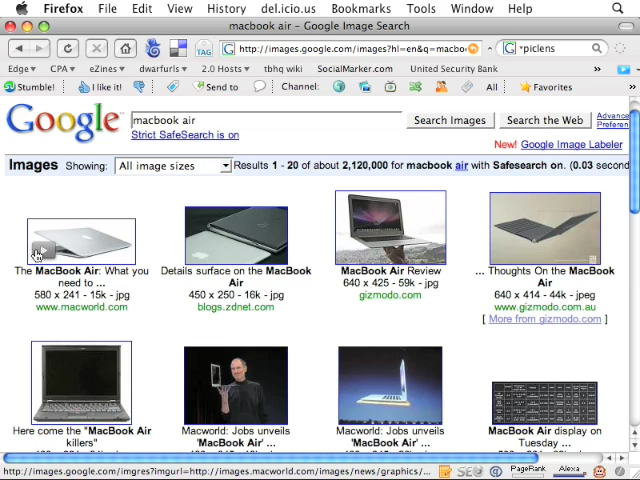 Firefox File Edit View History del.icio.us Bookmarks Tools Window Help
macbook air - Google Image Search
http://images.google.com/images?hl=en&q=macbo
piclens
TAG
Edge CPA eZines dwarfurls 2.0 Hosts tbhq wiki SocialMarker.com United Security Bank
Stumble! I like it! Send to Channel: All Favorites
Google
macbook air
Search Images Search the Web
Advance
Preferen
Strict SafeSearch is on
New! Google Image Labeler
Images Showing: All image sizes Results 1 - 20 of about 2,120,000 for macbook air with Safesearch on. (0.03 second
The MacBook Air: What you
need to ...
580 x 241 - 15k - jpg
www.macworld.com
Details surface on the MacBook
Air
450 x 250 - 16k - jpg
blogs.zdnet.com
MacBook Air Review
640 x 425 - 59k - jpg
gizmodo.com
... Thoughts On the MacBook
Air
640 x 414 - 44k - jpeg
www.gizmodo.com.au
[ More from gizmodo.com ]
Here come the "MacBook Air
killers"
Macworld: Jobs unveils
'MacBook Air' ...
Macworld: Jobs unveils
'MacBook Air' ...
MacBook Air display on
Tuesday ...
http://images.google.com/imgres?imgurl=http://images.macworld.com/images/news/graphics/...
SEO
PageRank
Alexa